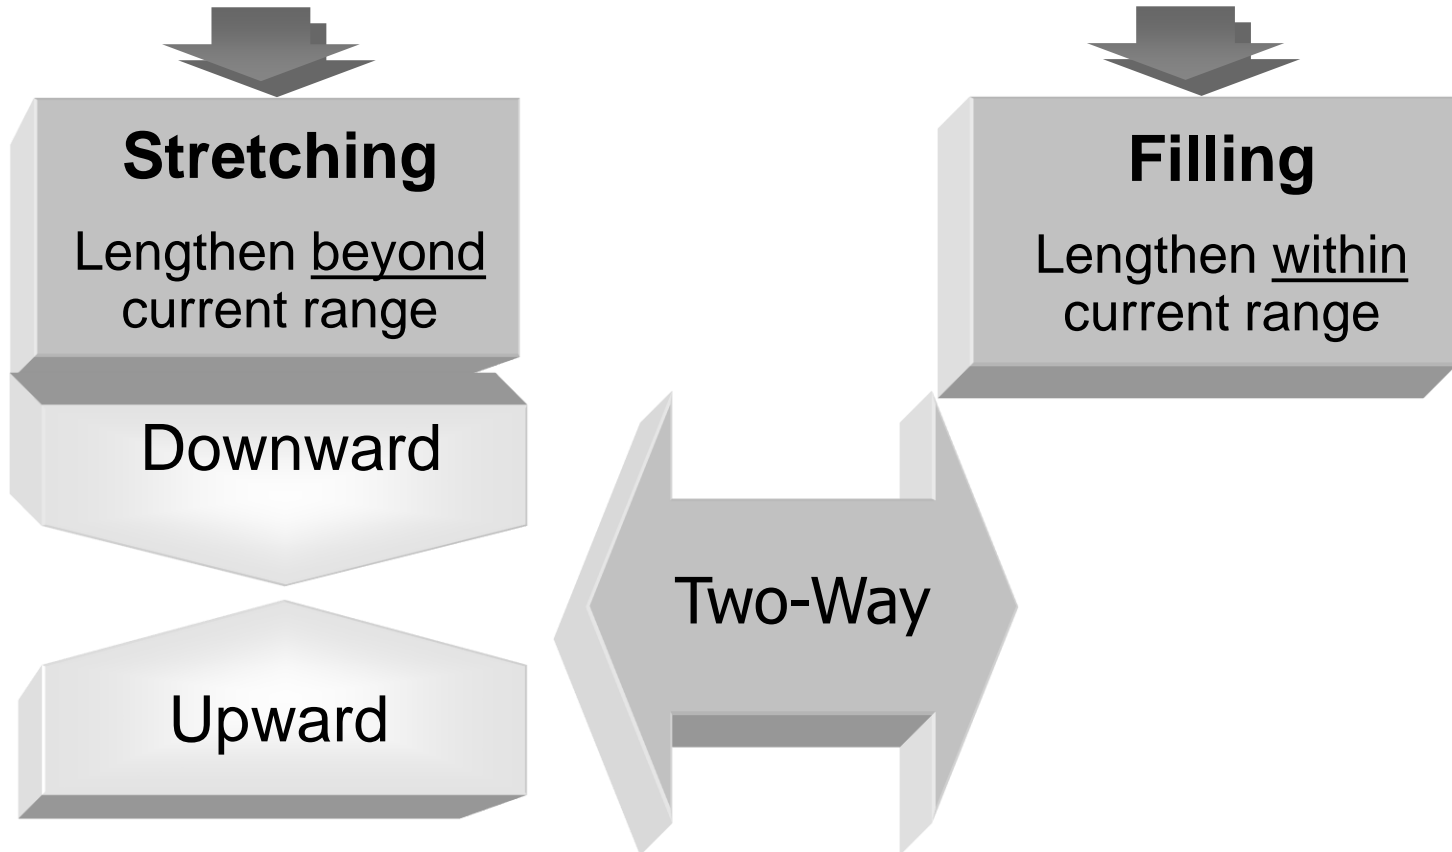 Stretching
Lengthen beyond
current range
Filling
Lengthen within
current range
Downward
Two-Way
Upward